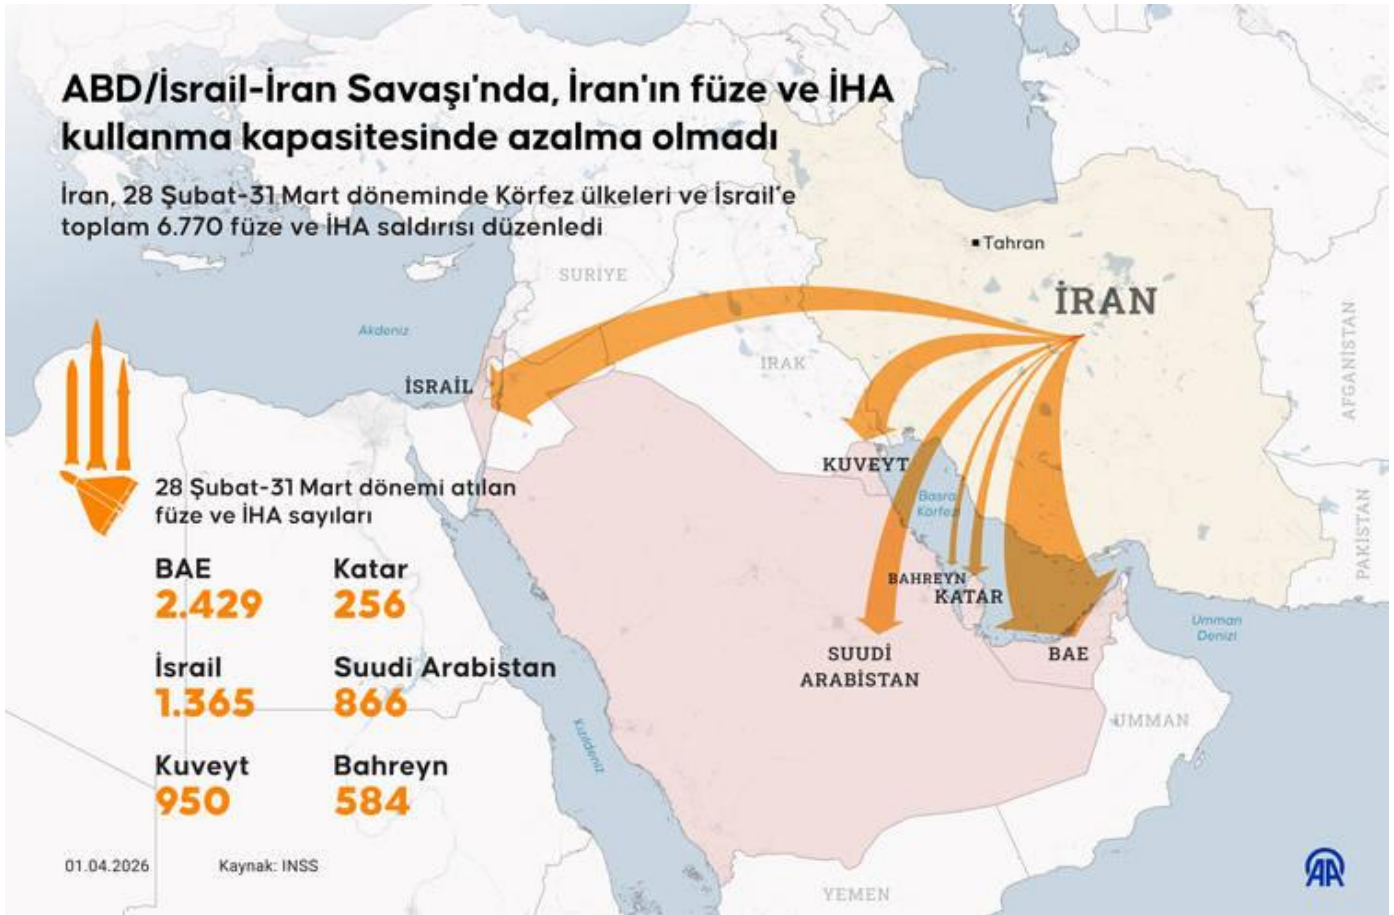 ABD/İsrail-İran Savaşı'nda, İran'ın füze ve İHA
kullanma kapasitesinde azalma olmadı
İran, 28 Şubat-31 Mart döneminde Körfez ülkeleri ve İsrail'e
toplam 6.770 füze ve İHA saldırısı düzenledi
Tahran
İRAN
SURİYE
Akdeniz
IRAK
AFGANİSTAN
İSRAİL
KUVEYT
Basra
Körfezi
PAKİSTAN
28 Şubat-31 Mart dönemi atılan
füze ve İHA sayıları
BAHREYN
KATAR
BAE
2.429
Katar
256
Umman
Denizi
SUUDİ
ARABİSTAN
BAE
İsrail
1.365
Suudi Arabistan
866
UMMAN
Kızıldeniz
Kuveyt
950
Bahreyn
584
01.04.2026
Kaynak: INSS
YEMEN
AA